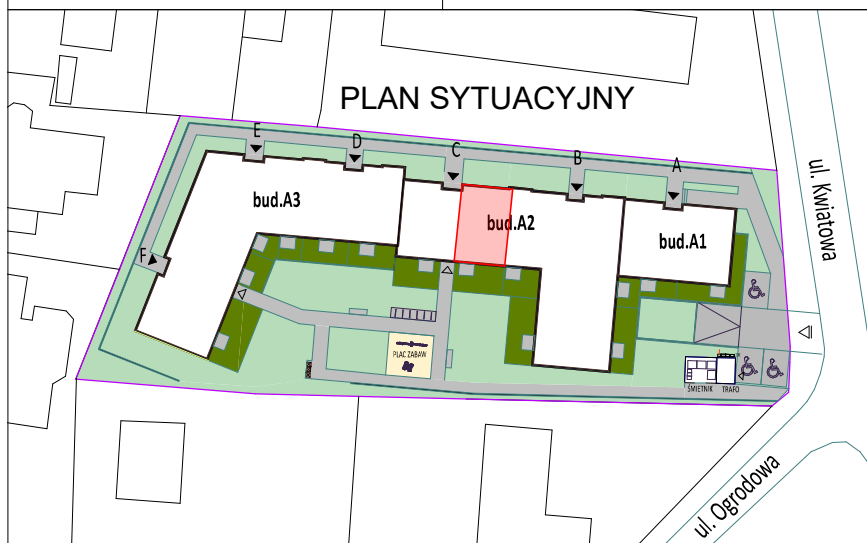 PLAN SYTUACYJNY
E
D
C
B
A
ul. Kwiatowa
bud.A3
bud.A2
bud.A1
F
PLAC ZABAW
ŚMIETNIK
TRAFO
ul. Ogrodowa